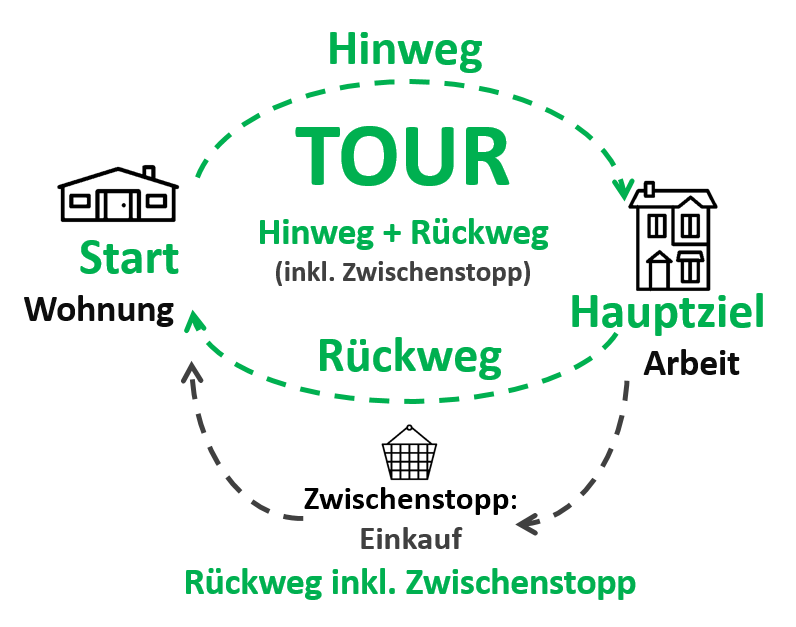 Hinweg
TOUR
Hinweg + Rückweg
(inkl. Zwischenstopp)
Start
Wohnung
Hauptziel
Arbeit
Rückweg
Zwischenstopp:
Einkauf
Rückweg inkl. Zwischenstopp